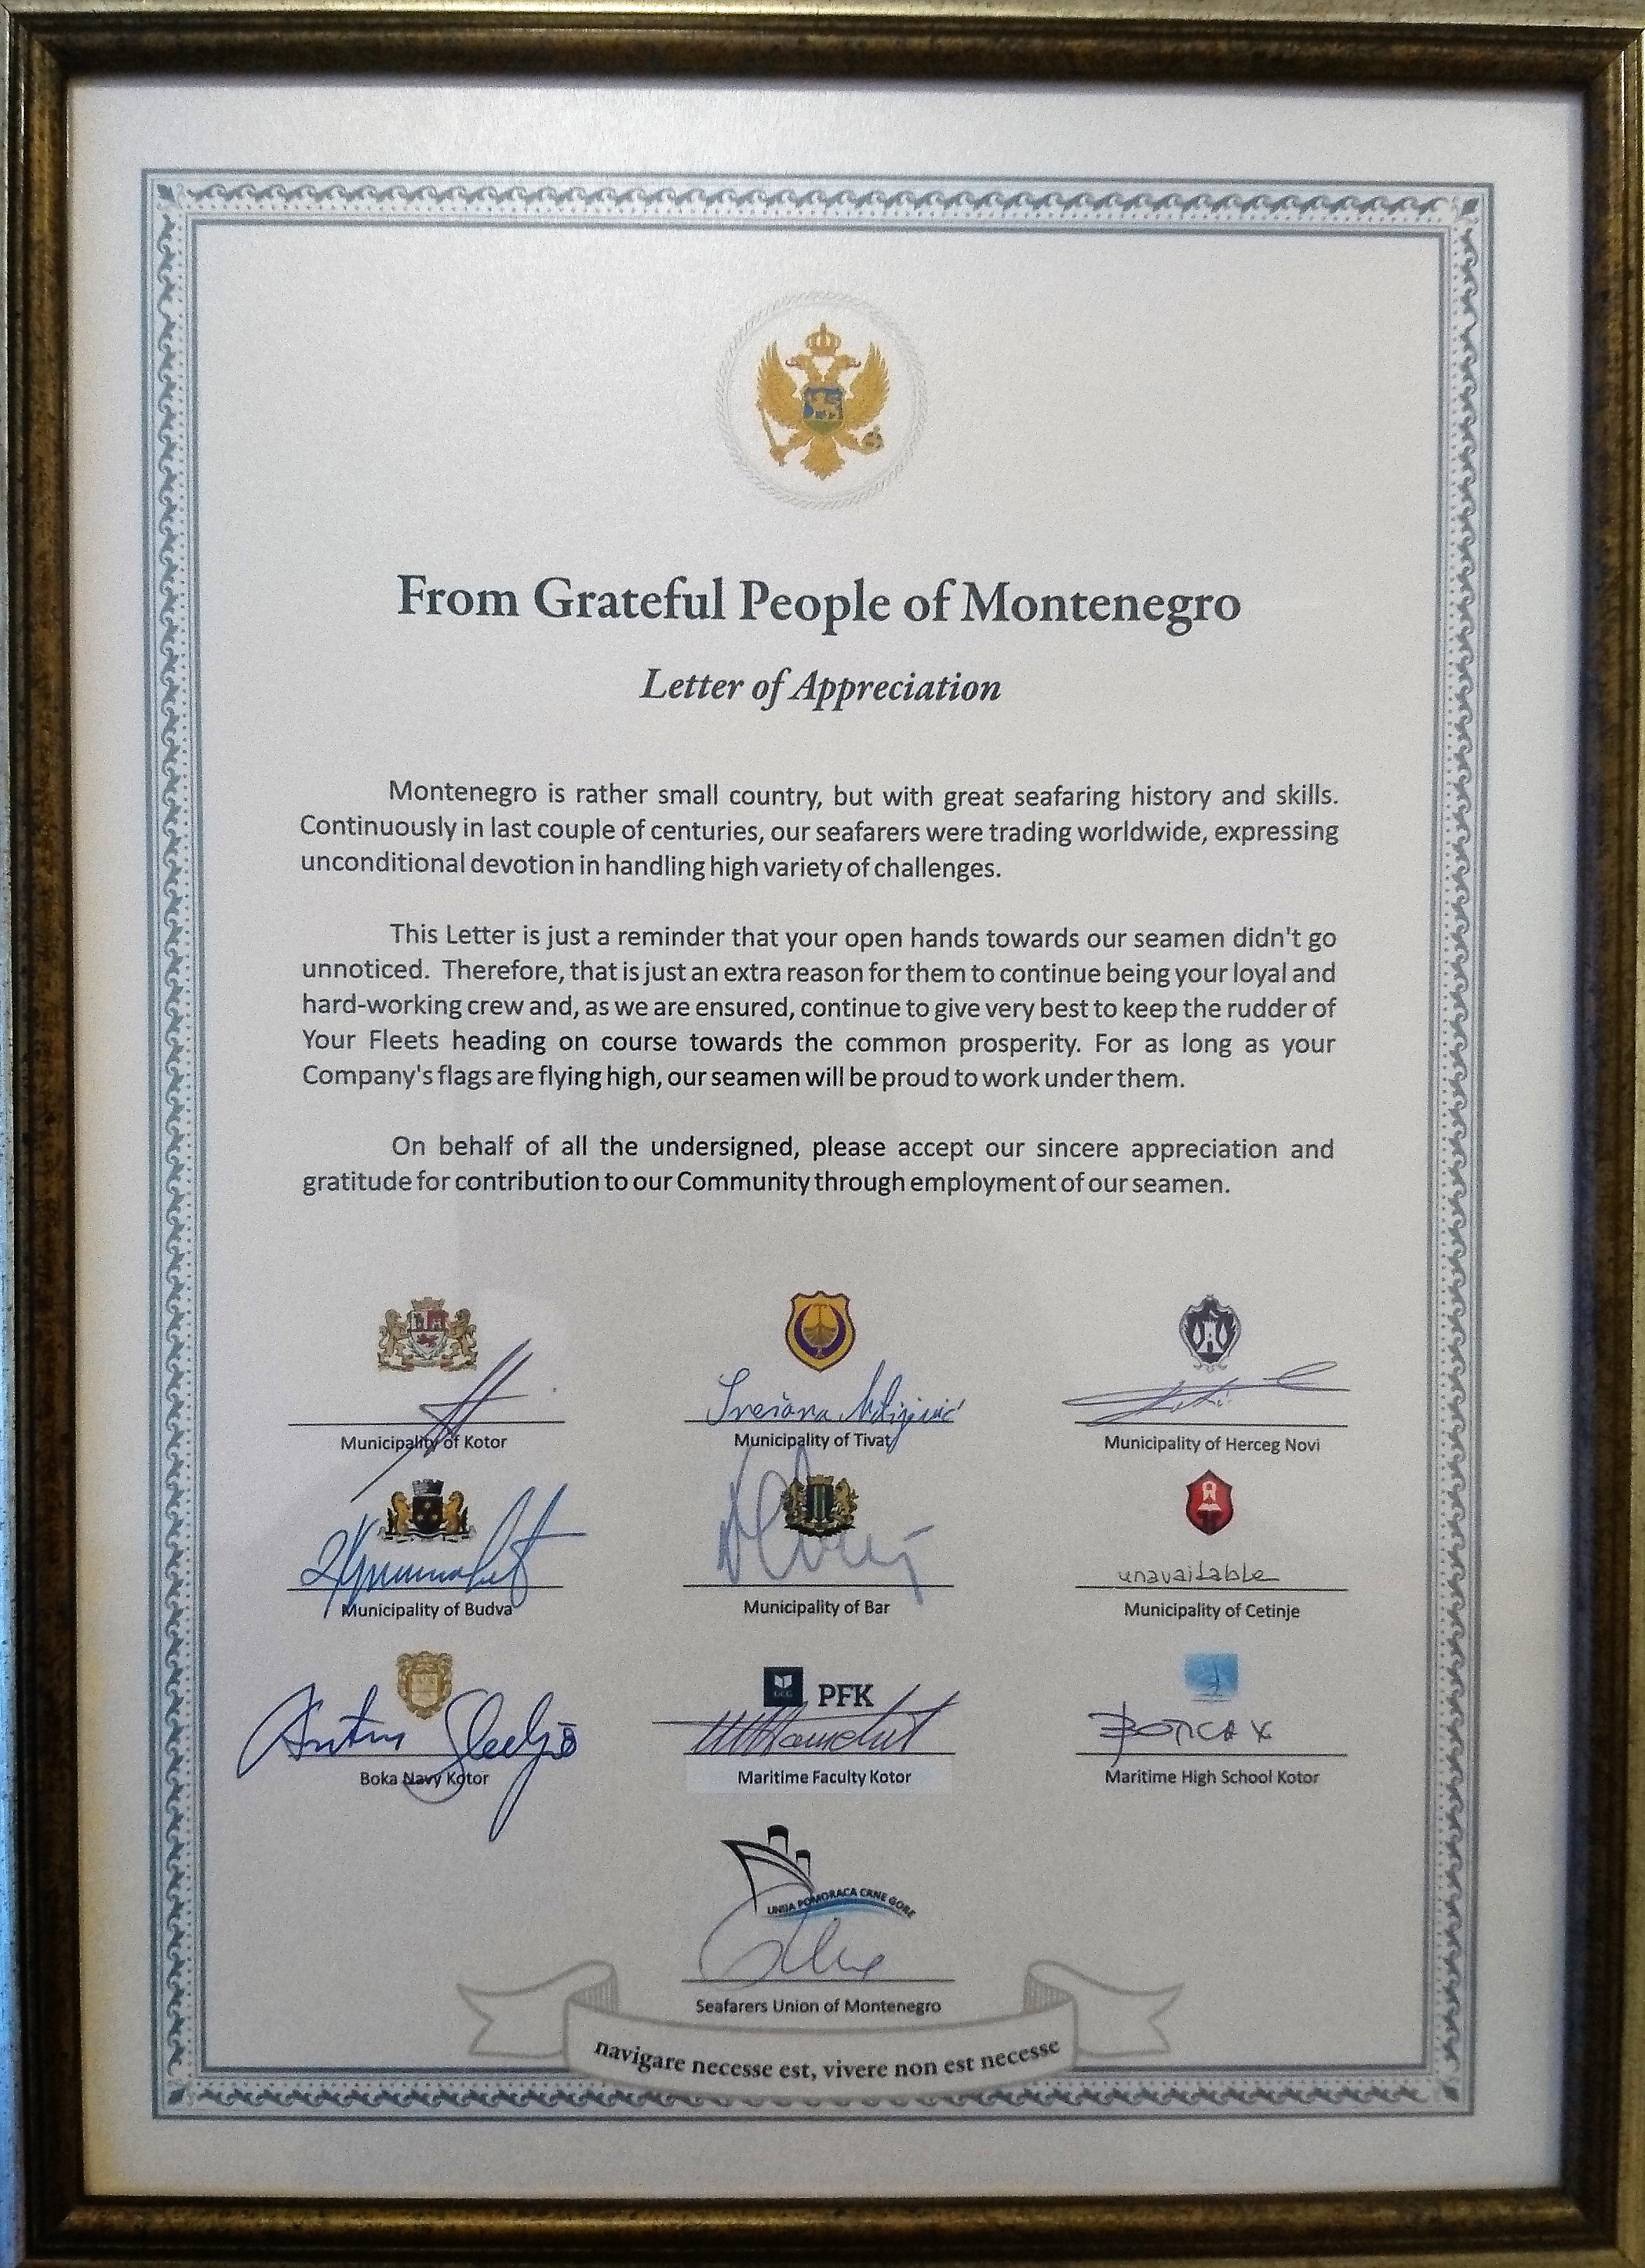 From Grateful People of Montenegro
Letter of Appreciation
Montenegro is rather small country, but with great seafaring history and skills.
Continuously in last couple of centuries, our seafarers were trading worldwide, expressing
unconditional devotion in handling high variety of challenges.
This Letter is just a reminder that your open hands towards our seamen didn't go
unnoticed. Therefore, that is just an extra reason for them to continue being your loyal and
hard-working crew and, as we are ensured, continue to give very best to keep the rudder of
Your Fleets heading on course towards the common prosperity. For as long as your
Company's flags are flying high, our seamen will be proud to work under them.
On behalf of all the undersigned, please accept our sincere appreciation and
gratitude for contribution to our Community through employment of our seamen.
Municipality of Kotor
Municipality of Tivat
Municipality of Herceg Novi
unavailable
Municipality of Budva
Municipality of Bar
Municipality of Cetinje
UCG PFK
Boka Navy Kotor
Maritime Faculty Kotor
Maritime High School Kotor
UNIJA POMORACA CRNE GORE
Seafarers Union of Montenegro
navigare necesse est, vivere non est necesse